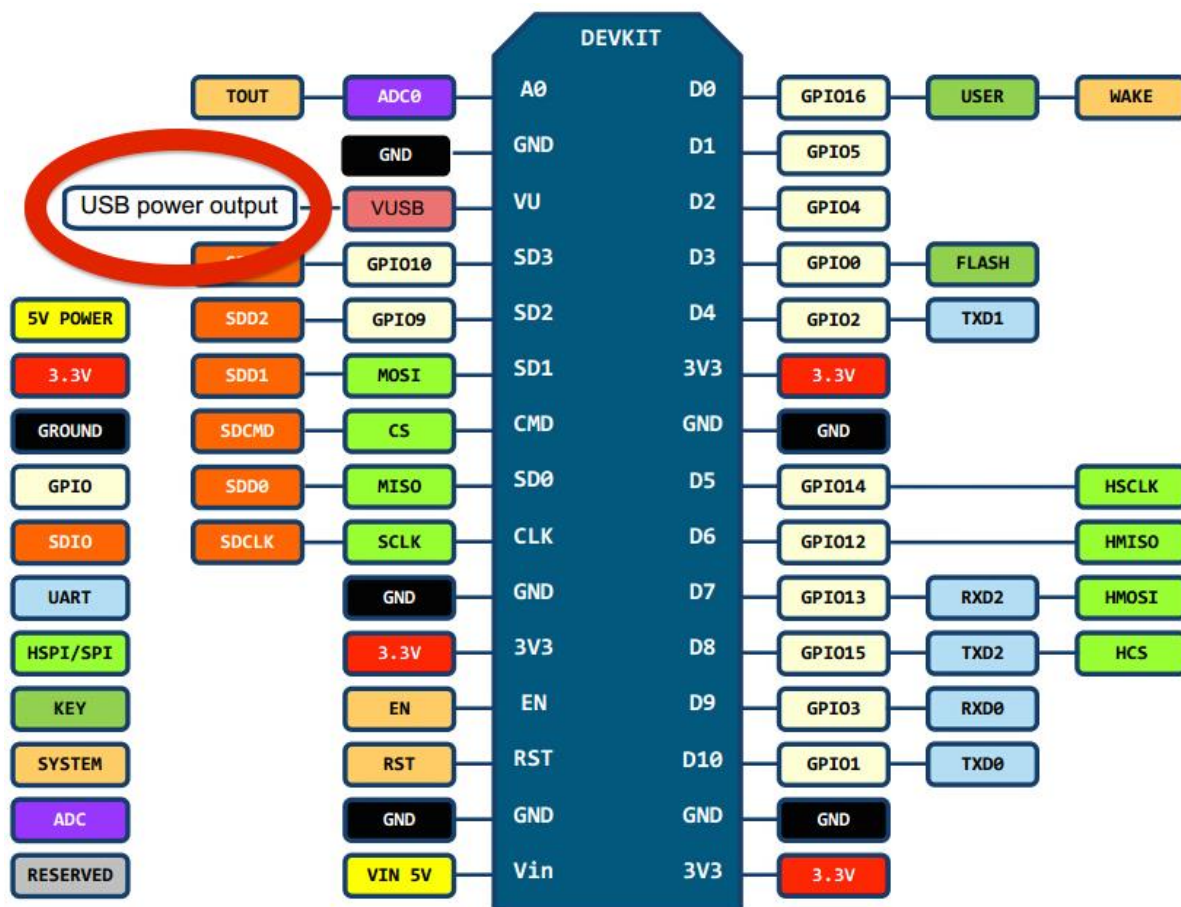 DEVKIT
TOUT ADC0 A0 D0 GPIO16 USER WAKE
GND GND D1 GPIO5
USB power output VUSB VU D2 GPIO4
GPIO10 SD3 D3 GPIO0 FLASH
5V POWER SDD2 GPIO9 SD2 D4 GPIO2 TXD1
3.3V SDD1 MOSI SD1 3V3 3.3V
GROUND SDCMD CS CMD GND GND
GPIO SDD0 MISO SD0 D5 GPIO14 HSCLK
SDIO SDCLK SCLK CLK D6 GPIO12 HMISO
UART GND GND D7 GPIO13 RXD2 HMOSI
HSPI/SPI 3.3V 3V3 D8 GPIO15 TXD2 HCS
KEY EN EN D9 GPIO3 RXD0
SYSTEM RST RST D10 GPIO1 TXD0
ADC GND GND GND GND
RESERVED VIN 5V Vin 3V3 3.3V